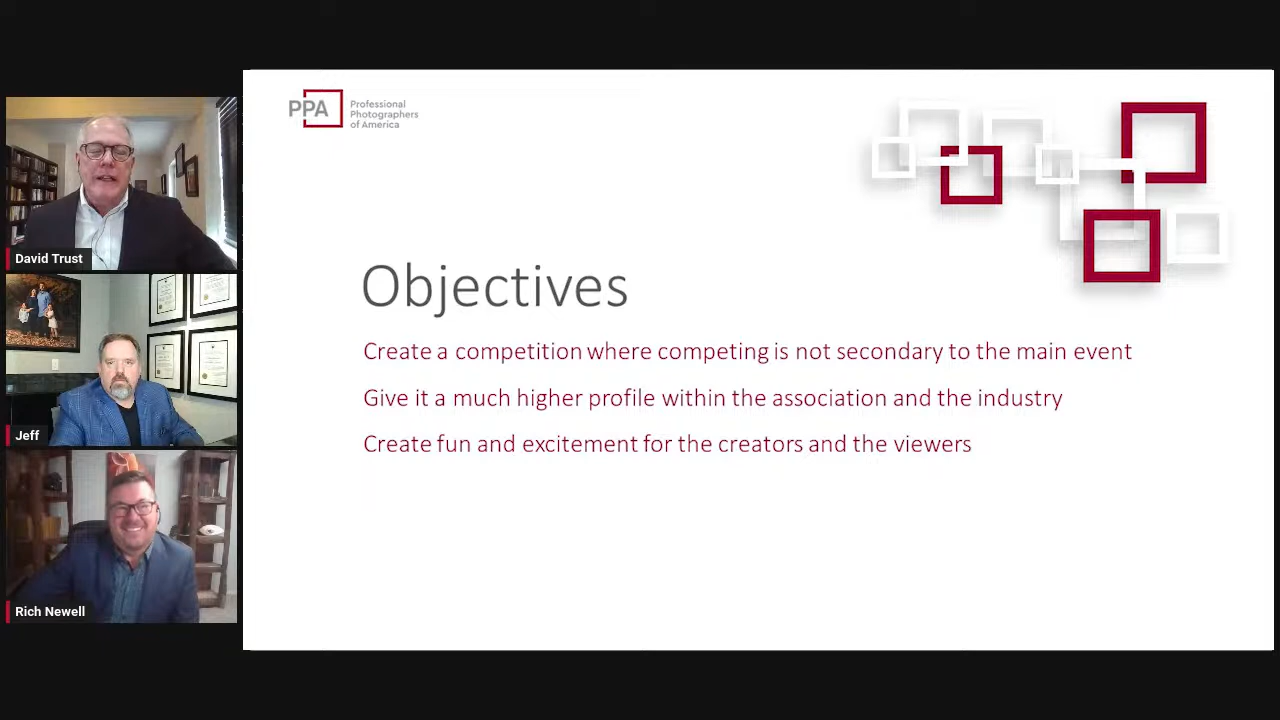 PPA
Professional
Photographers
of America
David Trust
Jeff
Rich Newell
Objectives
Create a competition where competing is not secondary to the main event
Give it a much higher profile within the association and the industry
Create fun and excitement for the creators and the viewers